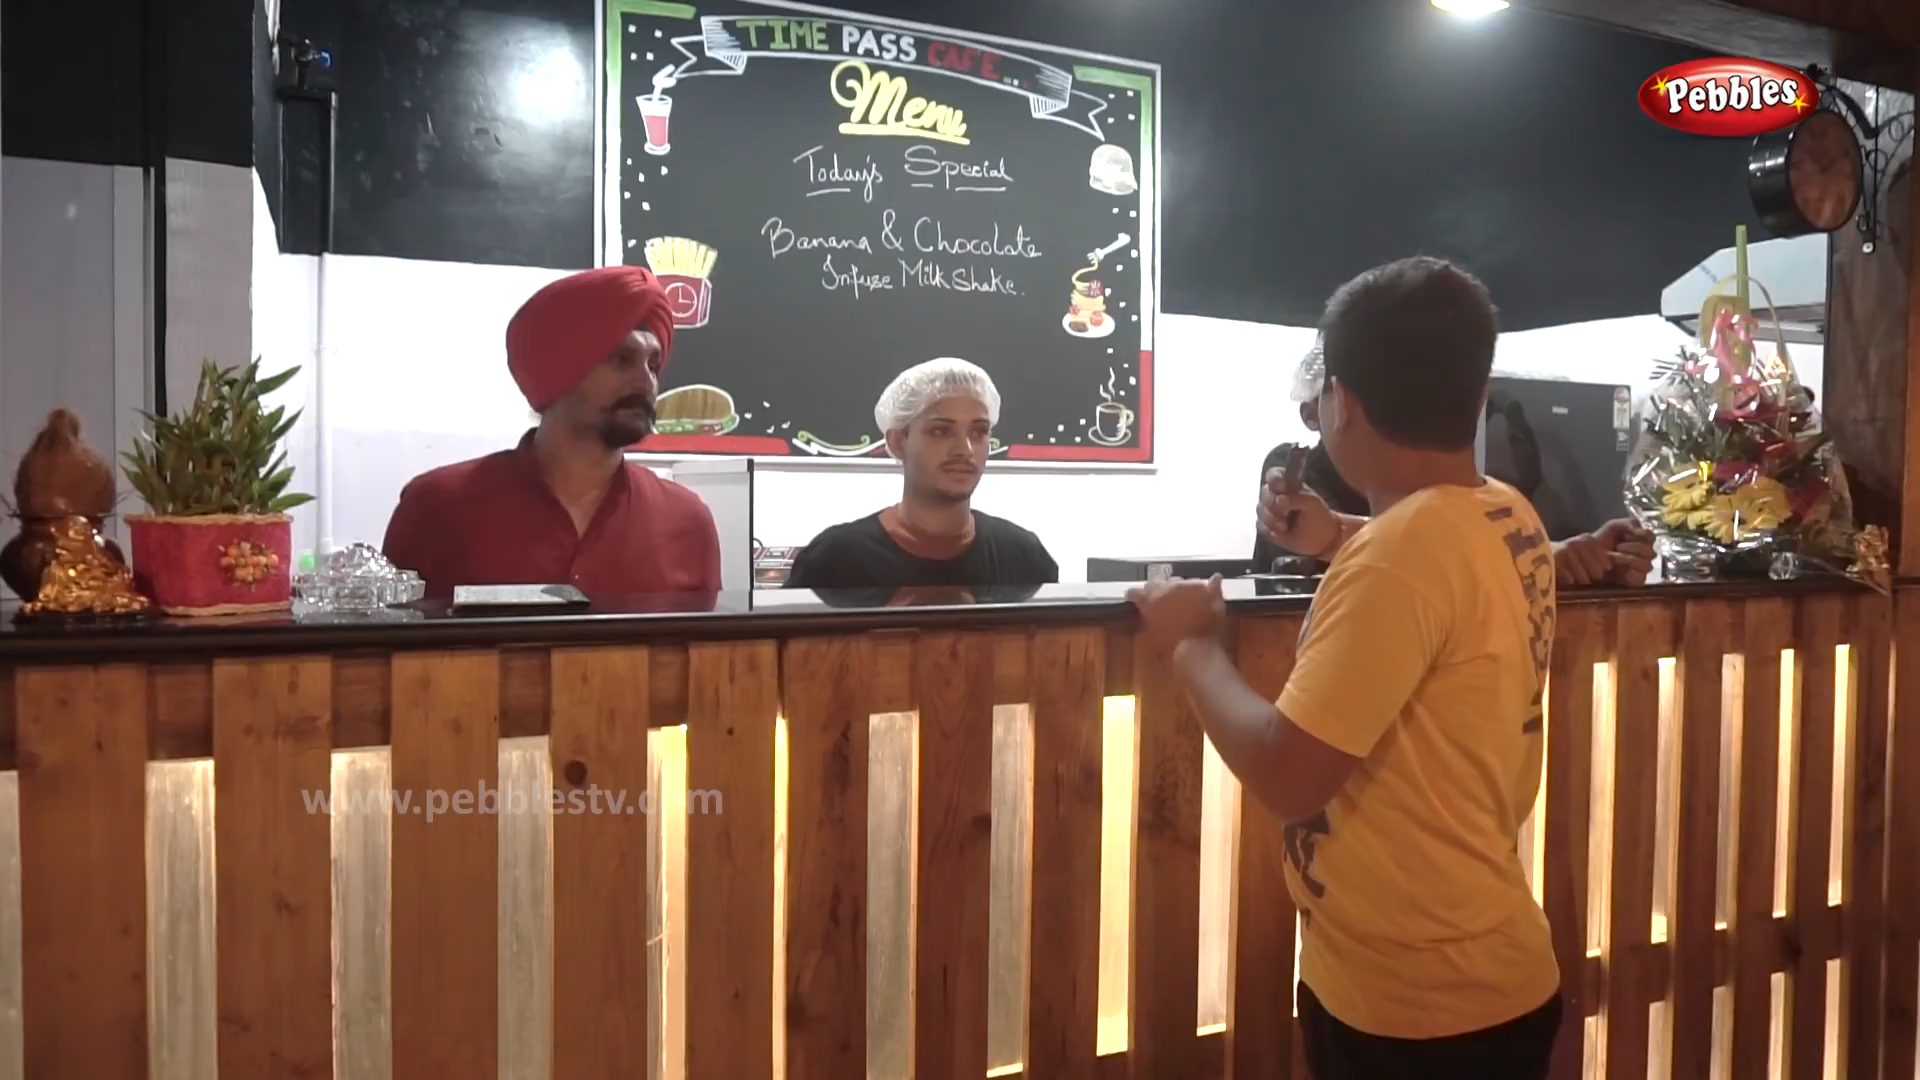 TIME PASS CAFE...
Menu
Today's Special
Banana & Chocolate
Infuse Milk Shake.
Pebbles
www.pebblestv.com